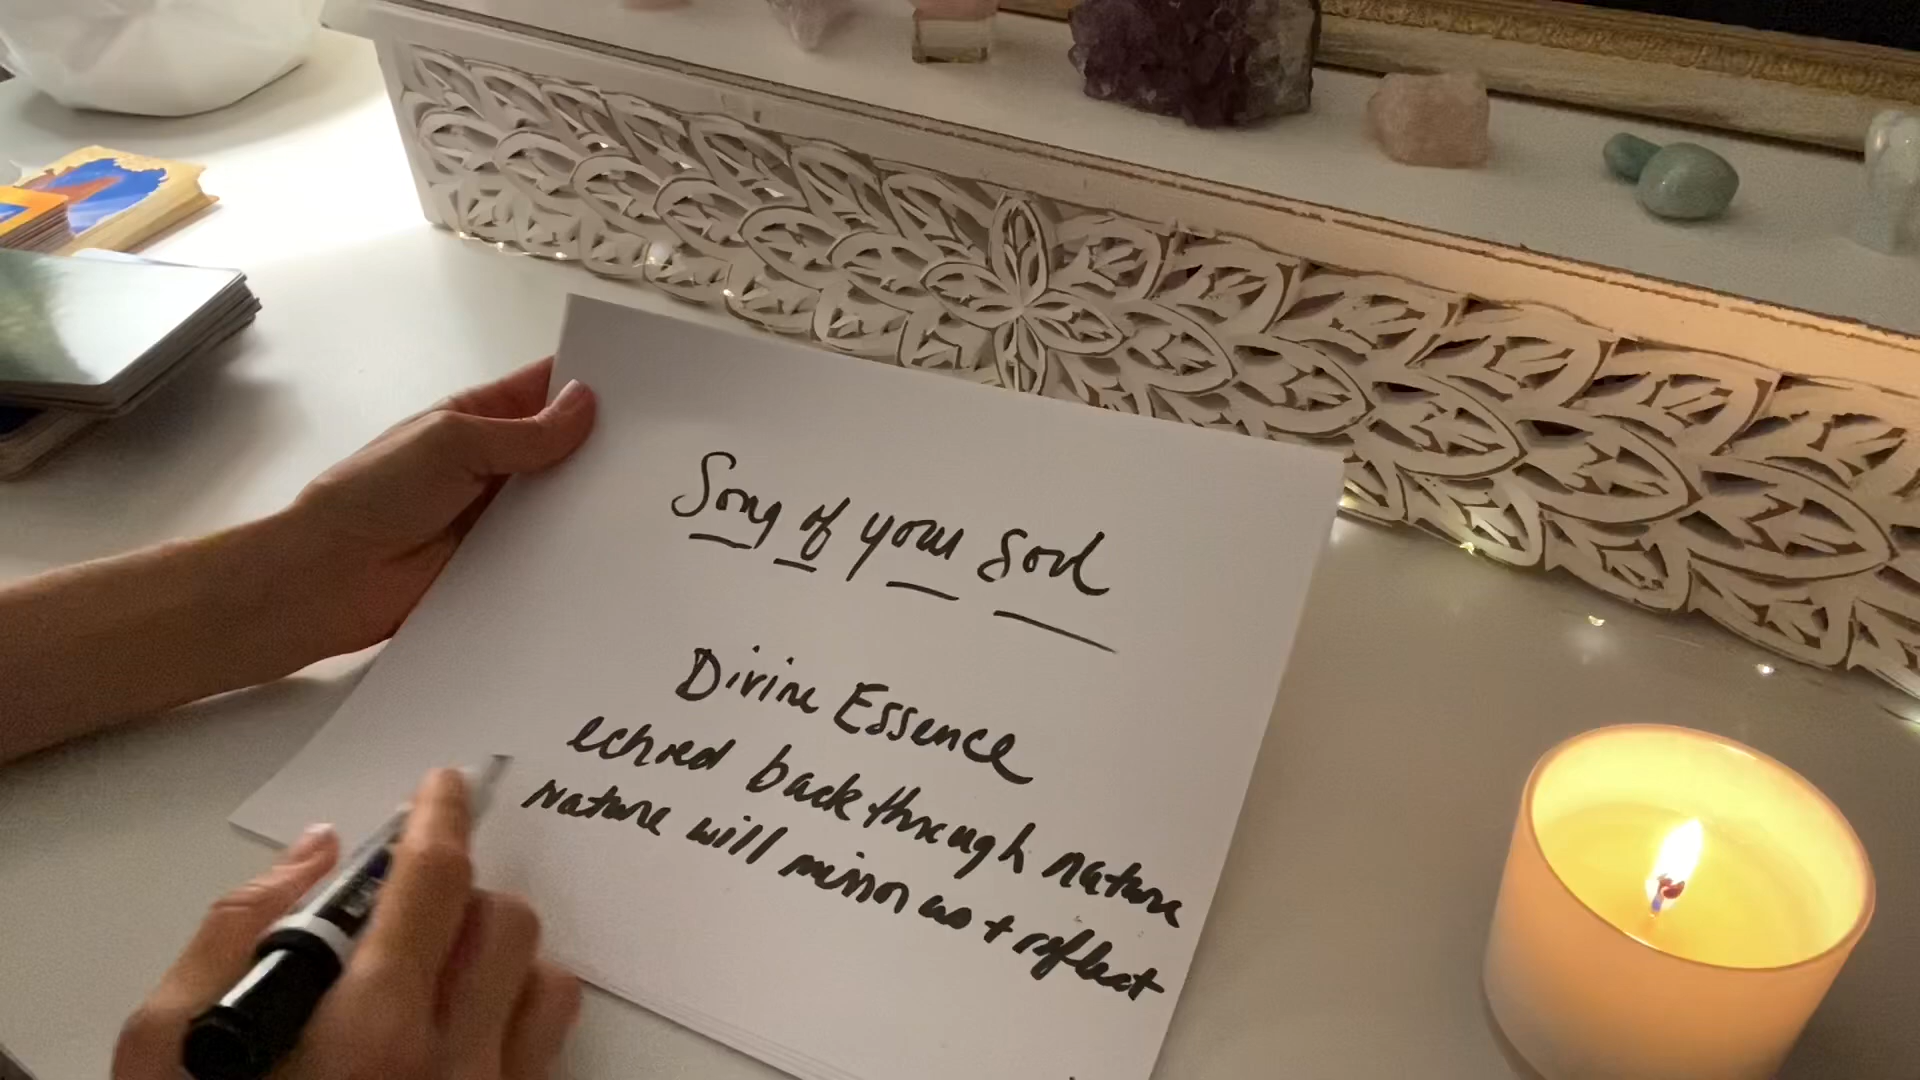 Song of your Soul
Divine Essence
echoed back through nature
Nature will mirror us + reflect